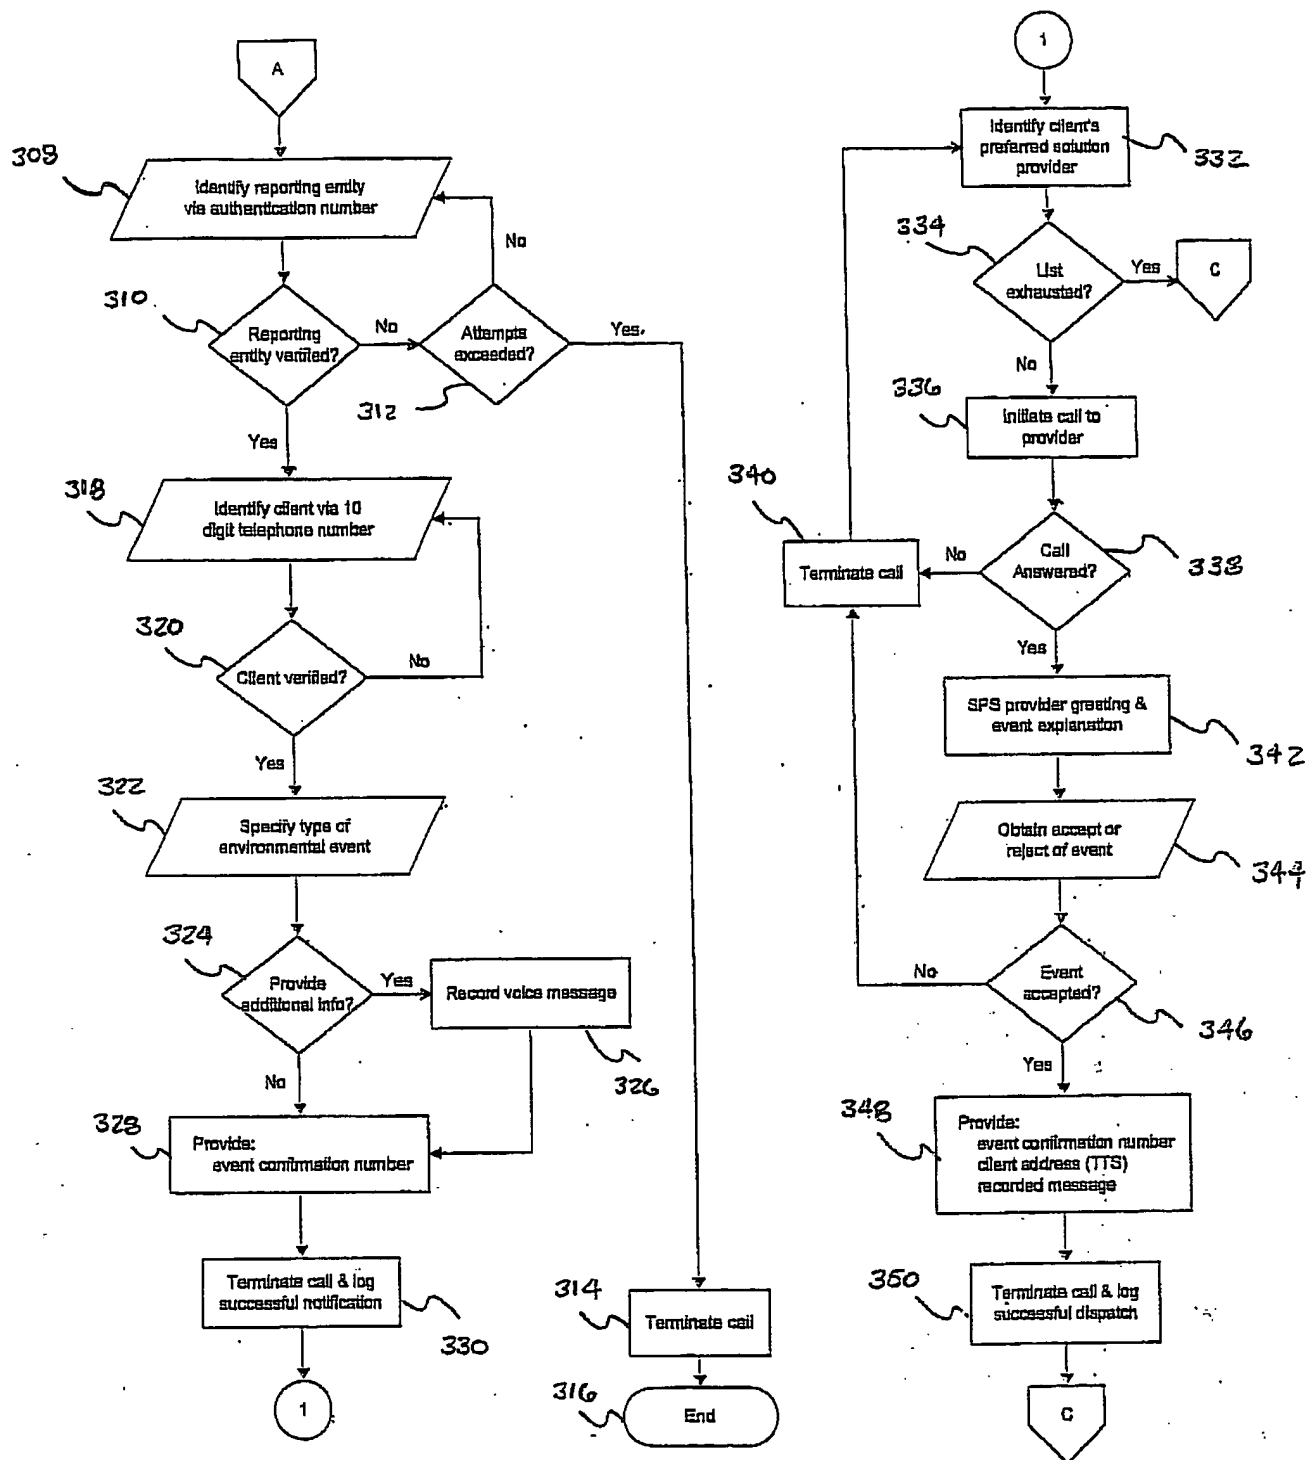 A
308
Identify reporting entity
via authentication number
No
310
Reporting
entity verified?
No
Attempts
exceeded?
Yes.
312
Yes
318
Identify client via 10
digit telephone number
320
Client verified?
No
Yes
322
Specify type of
environmental event
324
Provide
additional info?
Yes
Record voice message
326
No
328
Provide:
event confirmation number
Terminate call & log
successful notification
330
1
314
Terminate call
316
End
1
Identify client's
preferred solution
provider
332
334
List
exhausted?
Yes
C
No
336
Initiate call to
provider
340
Terminate call
No
Call
Answered?
338
Yes
SPS provider greeting &
event explanation
342
Obtain accept or
reject of event
344
No
Event
accepted?
346
Yes
348
Provide:
event confirmation number
client address (TTS)
recorded message
350
Terminate call & log
successful dispatch
C